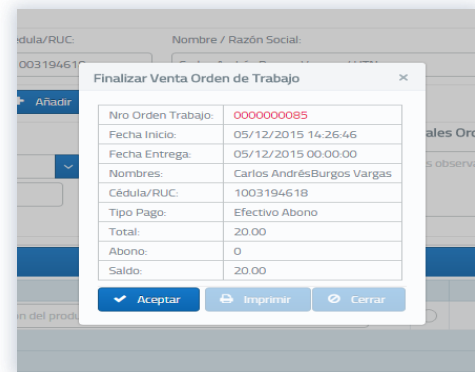 édula/RUC: Nombre / Razón Social:
003194618
Finalizar Venta Orden de Trabajo ×
+ Añadir
Nro Orden Trabajo: 0000000085
Fecha Inicio: 05/12/2015 14:26:46
ales Ord
Fecha Entrega: 05/12/2015 00:00:00
s observa
Nombres: Carlos AndrésBurgos Vargas
Cédula/RUC: 1003194618
Tipo Pago: Efectivo Abono
Total: 20.00
Abono: 0
Saldo: 20.00
Aceptar Imprimir Cerrar
ón del produ